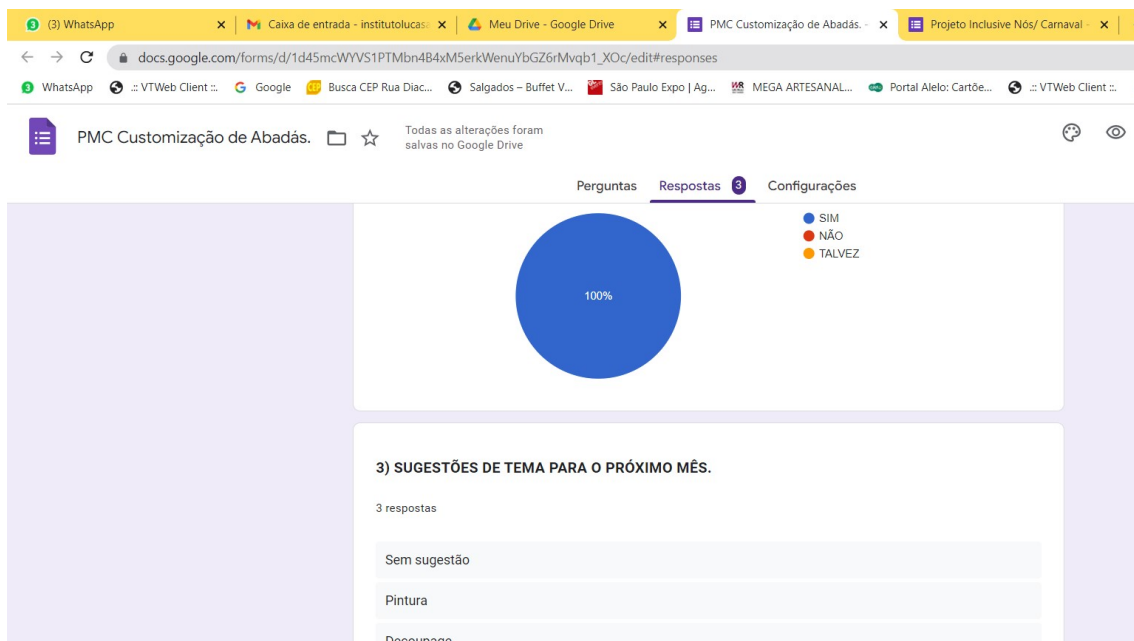 (3) WhatsApp
Caixa de entrada - institutolucas
Meu Drive - Google Drive
PMC Customização de Abadás. -
Projeto Inclusive Nós/ Carnaval -
docs.google.com/forms/d/1d45mcWYVS1PTMbn4B4xM5erkWenuYbGZ6rMvqb1_XOc/edit#responses
WhatsApp
.:: VTWeb Client ::.
Google
Busca CEP Rua Diac...
Salgados – Buffet V...
São Paulo Expo | Ag...
MEGA ARTESANAL...
Portal Alelo: Cartõe...
.:: VTWeb Client ::.
PMC Customização de Abadás.
Todas as alterações foram
salvas no Google Drive
Perguntas Respostas 3 Configurações
SIM
NÃO
TALVEZ
100%
3) SUGESTÕES DE TEMA PARA O PRÓXIMO MÊS.
3 respostas
Sem sugestão
Pintura
Decoupage